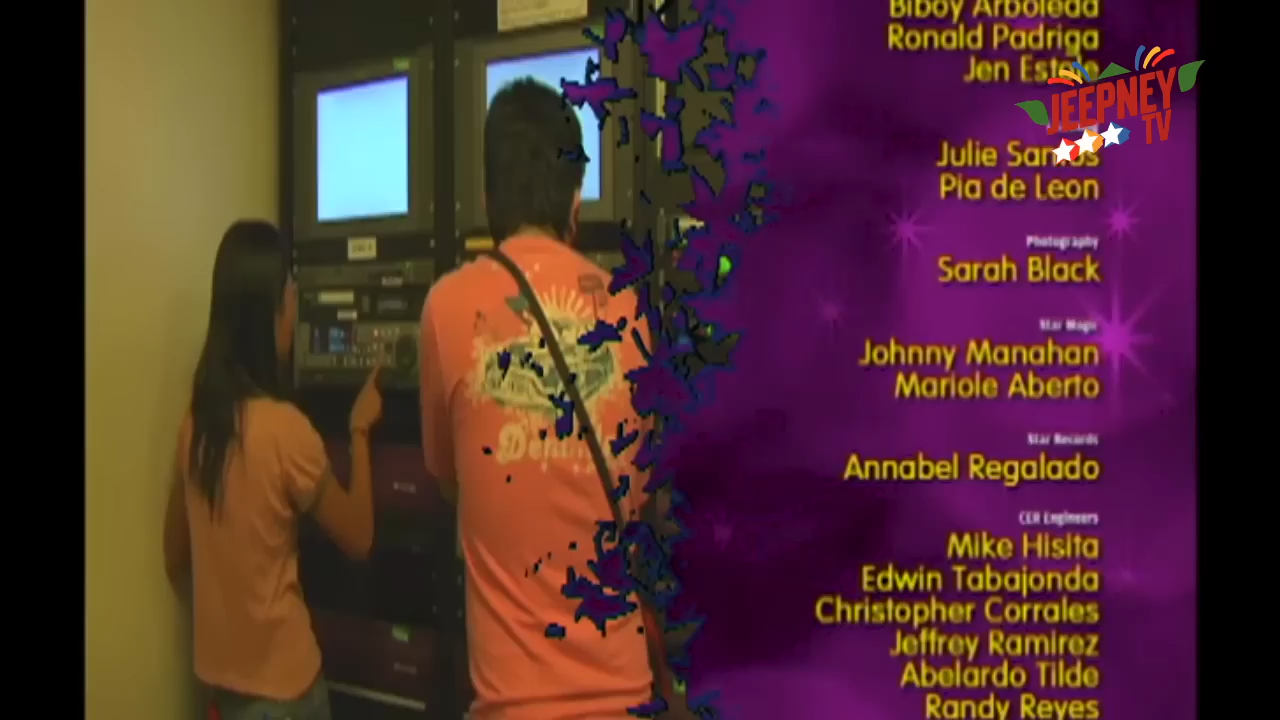 Biboy Arboleda
Ronald Padriga
Jen Estele
JEEPNEY
TV
Julie Santos
Pia de Leon
Photography
Sarah Black
Star Magic
Johnny Manahan
Mariole Aberto
Star Records
Annabel Regalado
CER Engineers
Mike Hisita
Edwin Tabajonda
Christopher Corrales
Jeffrey Ramirez
Abelardo Tilde
Randy Reyes